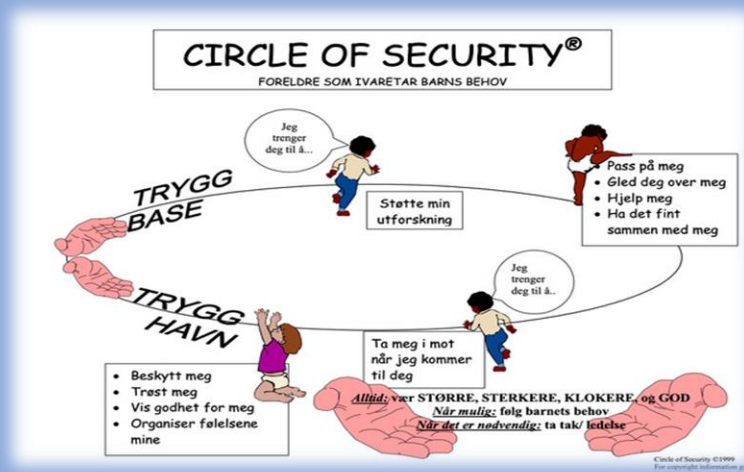 CIRCLE OF SECURITY®
FORELDRE SOM IVARETAR BARNS BEHOV
Jeg
trenger
deg til å...
TRYGG
BASE
Støtte min
utforskning
• Pass på meg
• Gled deg over meg
• Hjelp meg
• Ha det fint
sammen med meg
Jeg
trenger
deg til å..
TRYGG
HAVN
Ta meg i mot
når jeg kommer
til deg
• Beskytt meg
• Trøst meg
• Vis godhet for meg
• Organiser følelsene
mine
Alltid: vær STØRRE, STERKERE, KLOKERE, og GOD
Når mulig: følg barnets behov
Når det er nødvendig: ta tak/ ledelse
Circle of Security ©1999
For copyright information